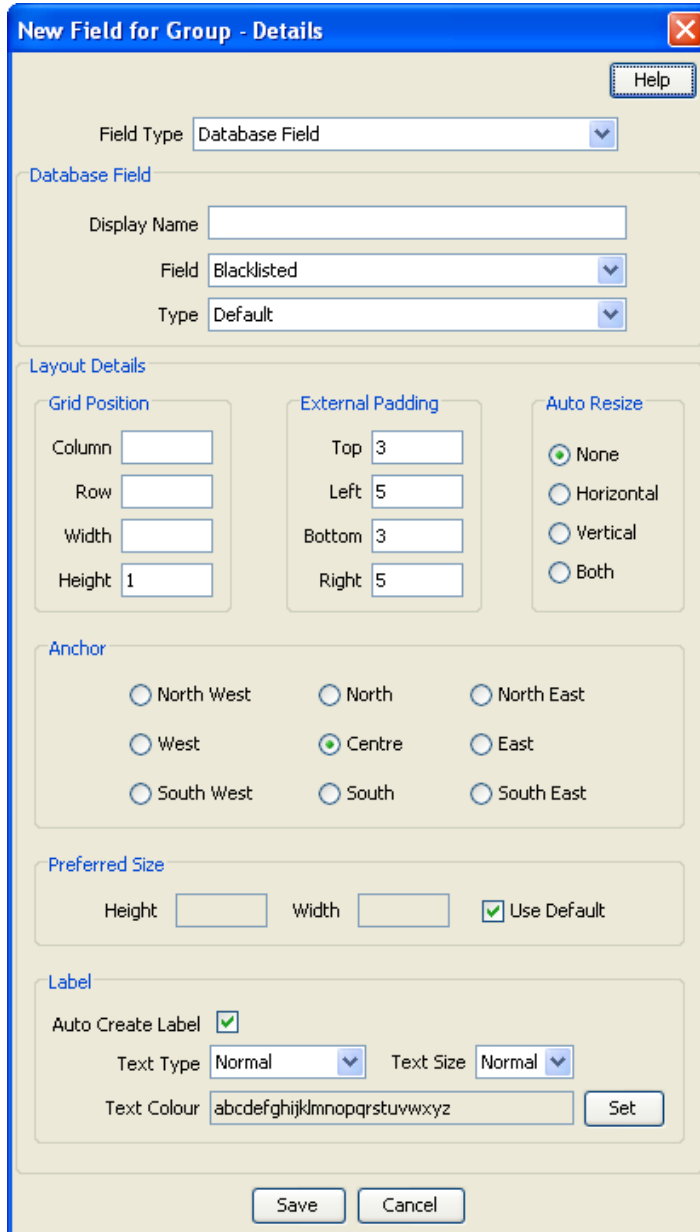 New Field for Group - Details
Help
Field Type Database Field
Database Field
Display Name
Field Blacklisted
Type Default
Layout Details
Grid Position External Padding Auto Resize
Column Top 3 None
Row Left 5 Horizontal
Width Bottom 3 Vertical
Height 1 Right 5 Both
Anchor
North West North North East
West Centre East
South West South South East
Preferred Size
Height Width Use Default
Label
Auto Create Label
Text Type Normal Text Size Normal
Text Colour abcdefghijklmnopqrstuvwxyz Set
Save Cancel